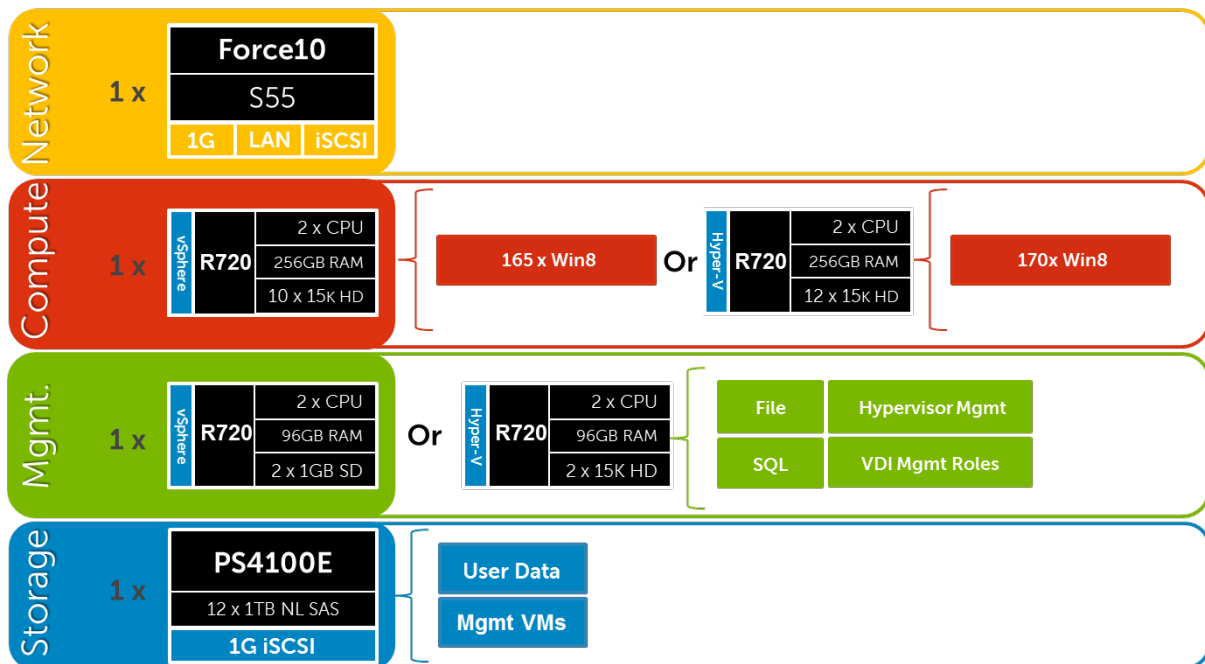 Network
1 x
Force10
S55
1G LAN iSCSI
Compute
1 x
vSphere
R720
2 x CPU
256GB RAM
10 x 15K HD
165 x Win8
Or
Hyper-V
R720
2 x CPU
256GB RAM
12 x 15K HD
170x Win8
Mgmt.
1 x
vSphere
R720
2 x CPU
96GB RAM
2 x 1GB SD
Or
Hyper-V
R720
2 x CPU
96GB RAM
2 x 15K HD
File
Hypervisor Mgmt
SQL
VDI Mgmt Roles
Storage
1 x
PS4100E
12 x 1TB NL SAS
1G iSCSI
User Data
Mgmt VMs